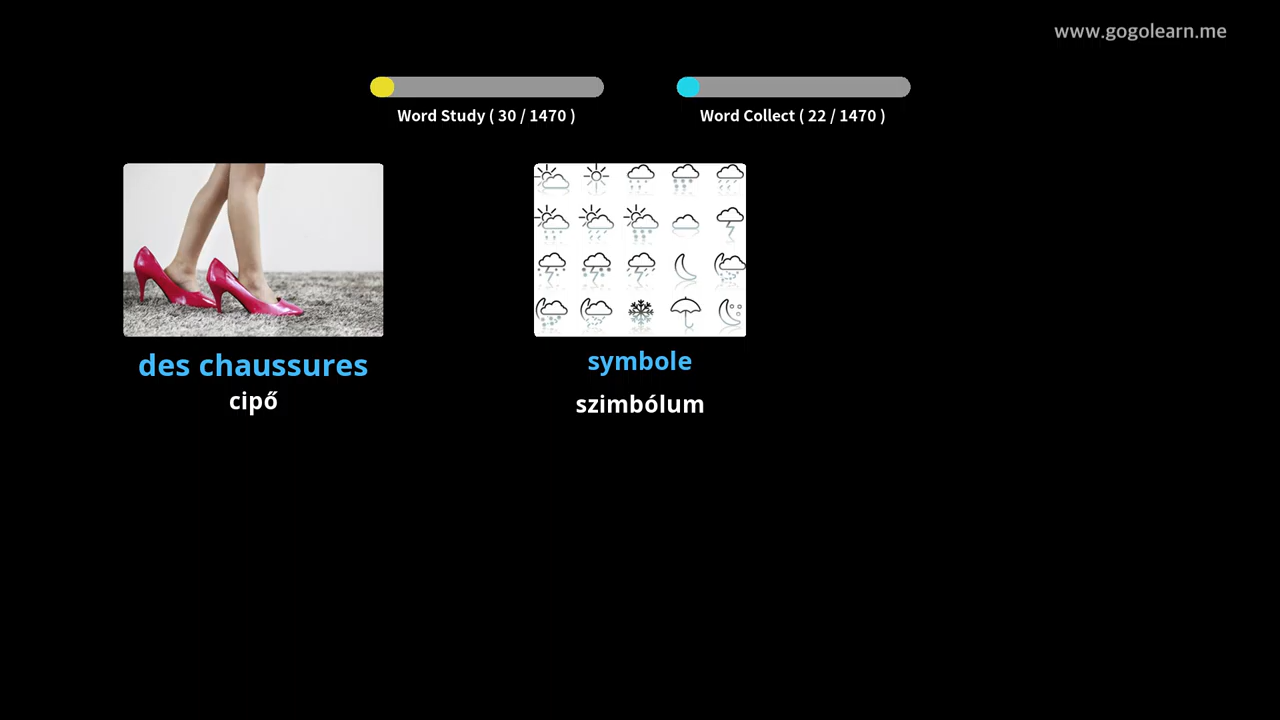 www.gogolearn.me
Word Study ( 30 / 1470 )
Word Collect ( 22 / 1470 )
des chaussures
cipő
symbole
szimbólum